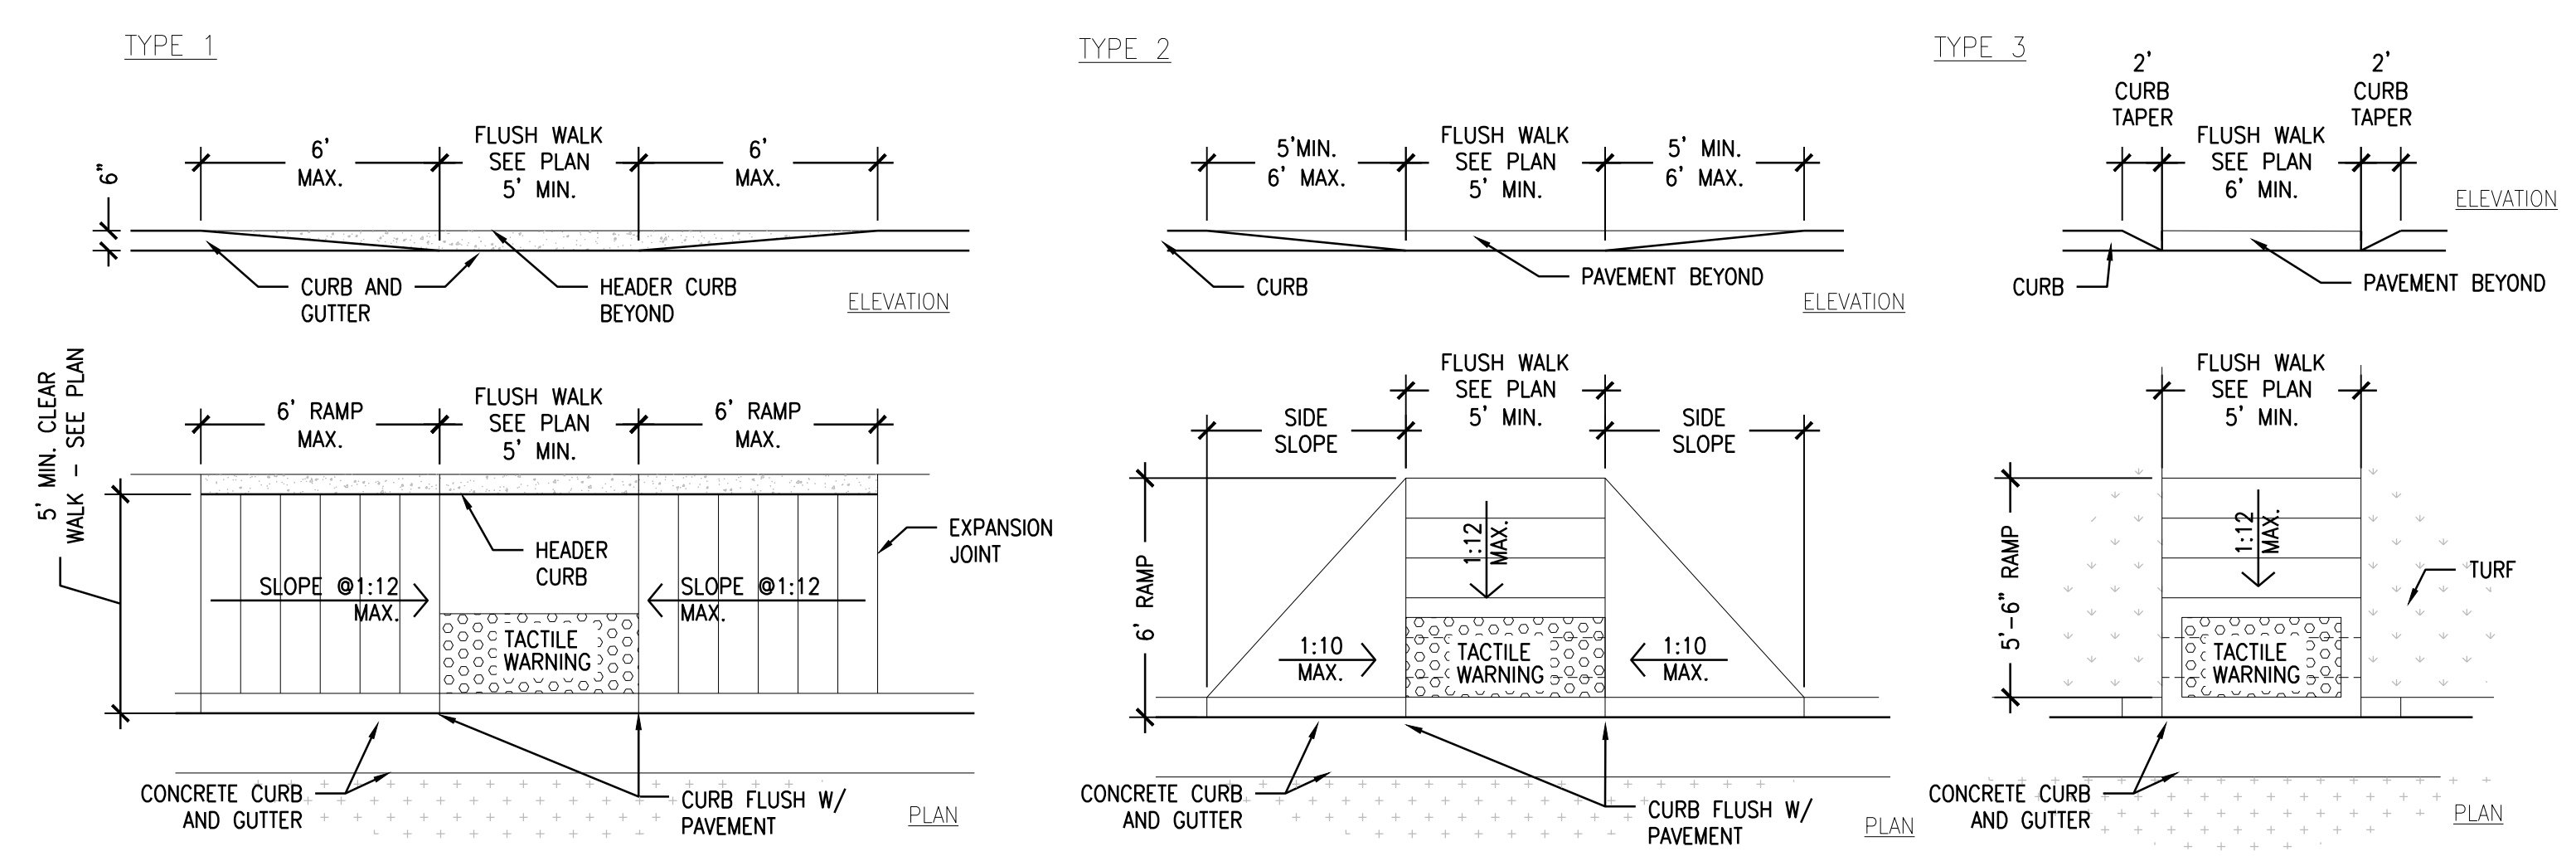 TYPE 1
6"
6'
MAX.
FLUSH WALK
SEE PLAN
5' MIN.
6'
MAX.
CURB AND
GUTTER
HEADER CURB
BEYOND
ELEVATION
5' MIN. CLEAR
WALK - SEE PLAN
6' RAMP
MAX.
FLUSH WALK
SEE PLAN
5' MIN.
6' RAMP
MAX.
EXPANSION
JOINT
HEADER
CURB
SLOPE @1:12
MAX.
SLOPE @1:12
MAX.
TACTILE
WARNING
CONCRETE CURB
AND GUTTER
CURB FLUSH W/
PAVEMENT
PLAN
TYPE 2
5'MIN.
6' MAX.
FLUSH WALK
SEE PLAN
5' MIN.
5' MIN.
6' MAX.
CURB
PAVEMENT BEYOND
ELEVATION
FLUSH WALK
SEE PLAN
5' MIN.
SIDE
SLOPE
SIDE
SLOPE
6' RAMP
1:12
MAX.
1:10
MAX.
TACTILE
WARNING
1:10
MAX.
CONCRETE CURB
AND GUTTER
CURB FLUSH W/
PAVEMENT
PLAN
TYPE 3
2'
CURB
TAPER
2'
CURB
TAPER
FLUSH WALK
SEE PLAN
6' MIN.
ELEVATION
CURB
PAVEMENT BEYOND
FLUSH WALK
SEE PLAN
5' MIN.
5'-6" RAMP
1:12
MAX.
TURF
TACTILE
WARNING
CONCRETE CURB
AND GUTTER
PLAN